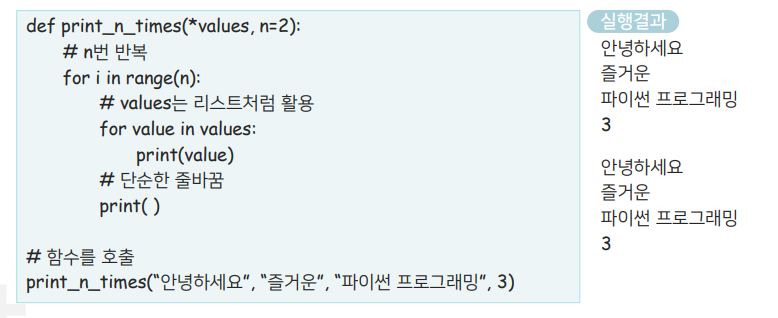 def print_n_times(*values, n=2):
# n번 반복
for i in range(n):
# values는 리스트처럼 활용
for value in values:
print(value)
# 단순한 줄바꿈
print( )
# 함수를 호출
print_n_times(“안녕하세요”, “즐거운”, “파이썬 프로그래밍”, 3)
실행결과
안녕하세요
즐거운
파이썬 프로그래밍
3
안녕하세요
즐거운
파이썬 프로그래밍
3